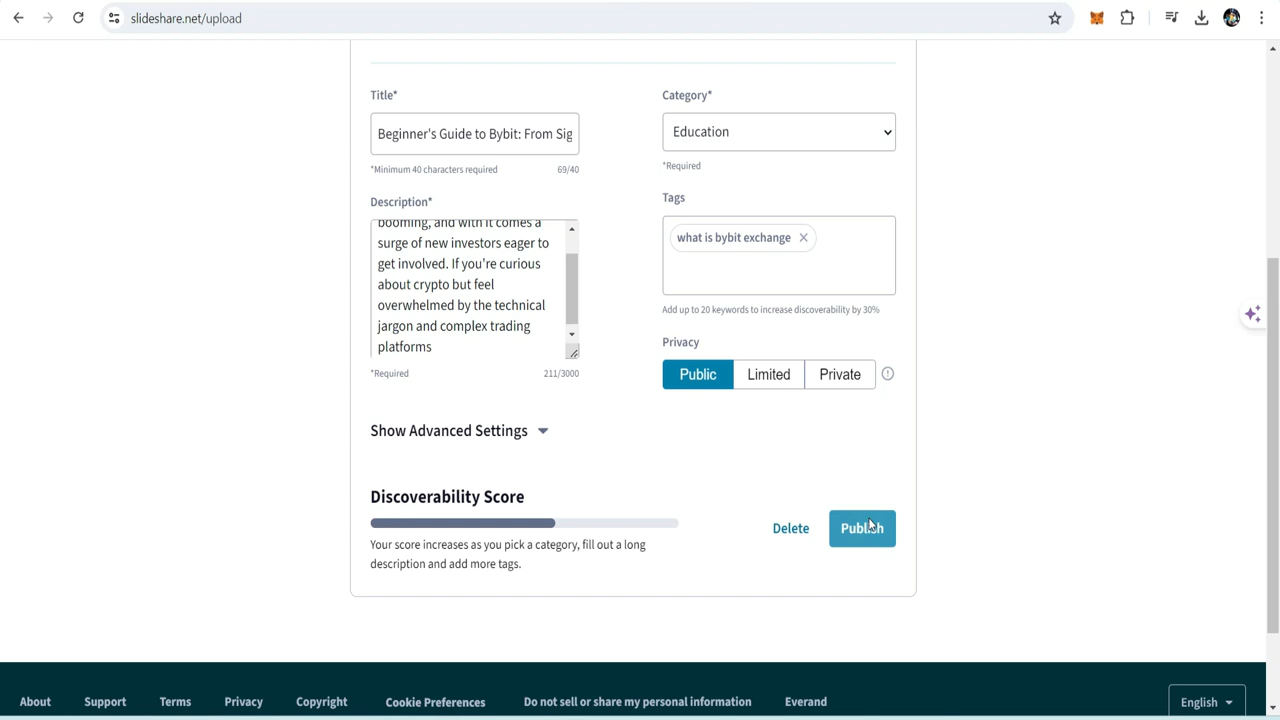 slideshare.net/upload
Title*
Category*
Beginner's Guide to Bybit: From Sig
Education
*Minimum 40 characters required
69/40
*Required
Description*
Tags
booming, and with it comes a
surge of new investors eager to
get involved. If you're curious
about crypto but feel
overwhelmed by the technical
jargon and complex trading
platforms
what is bybit exchange
Add up to 20 keywords to increase discoverability by 30%
Privacy
Public
Limited
Private
*Required
211/3000
Show Advanced Settings
Discoverability Score
Delete
Publish
Your score increases as you pick a category, fill out a long
description and add more tags.
About
Support
Terms
Privacy
Copyright
Cookie Preferences
Do not sell or share my personal information
Everand
English